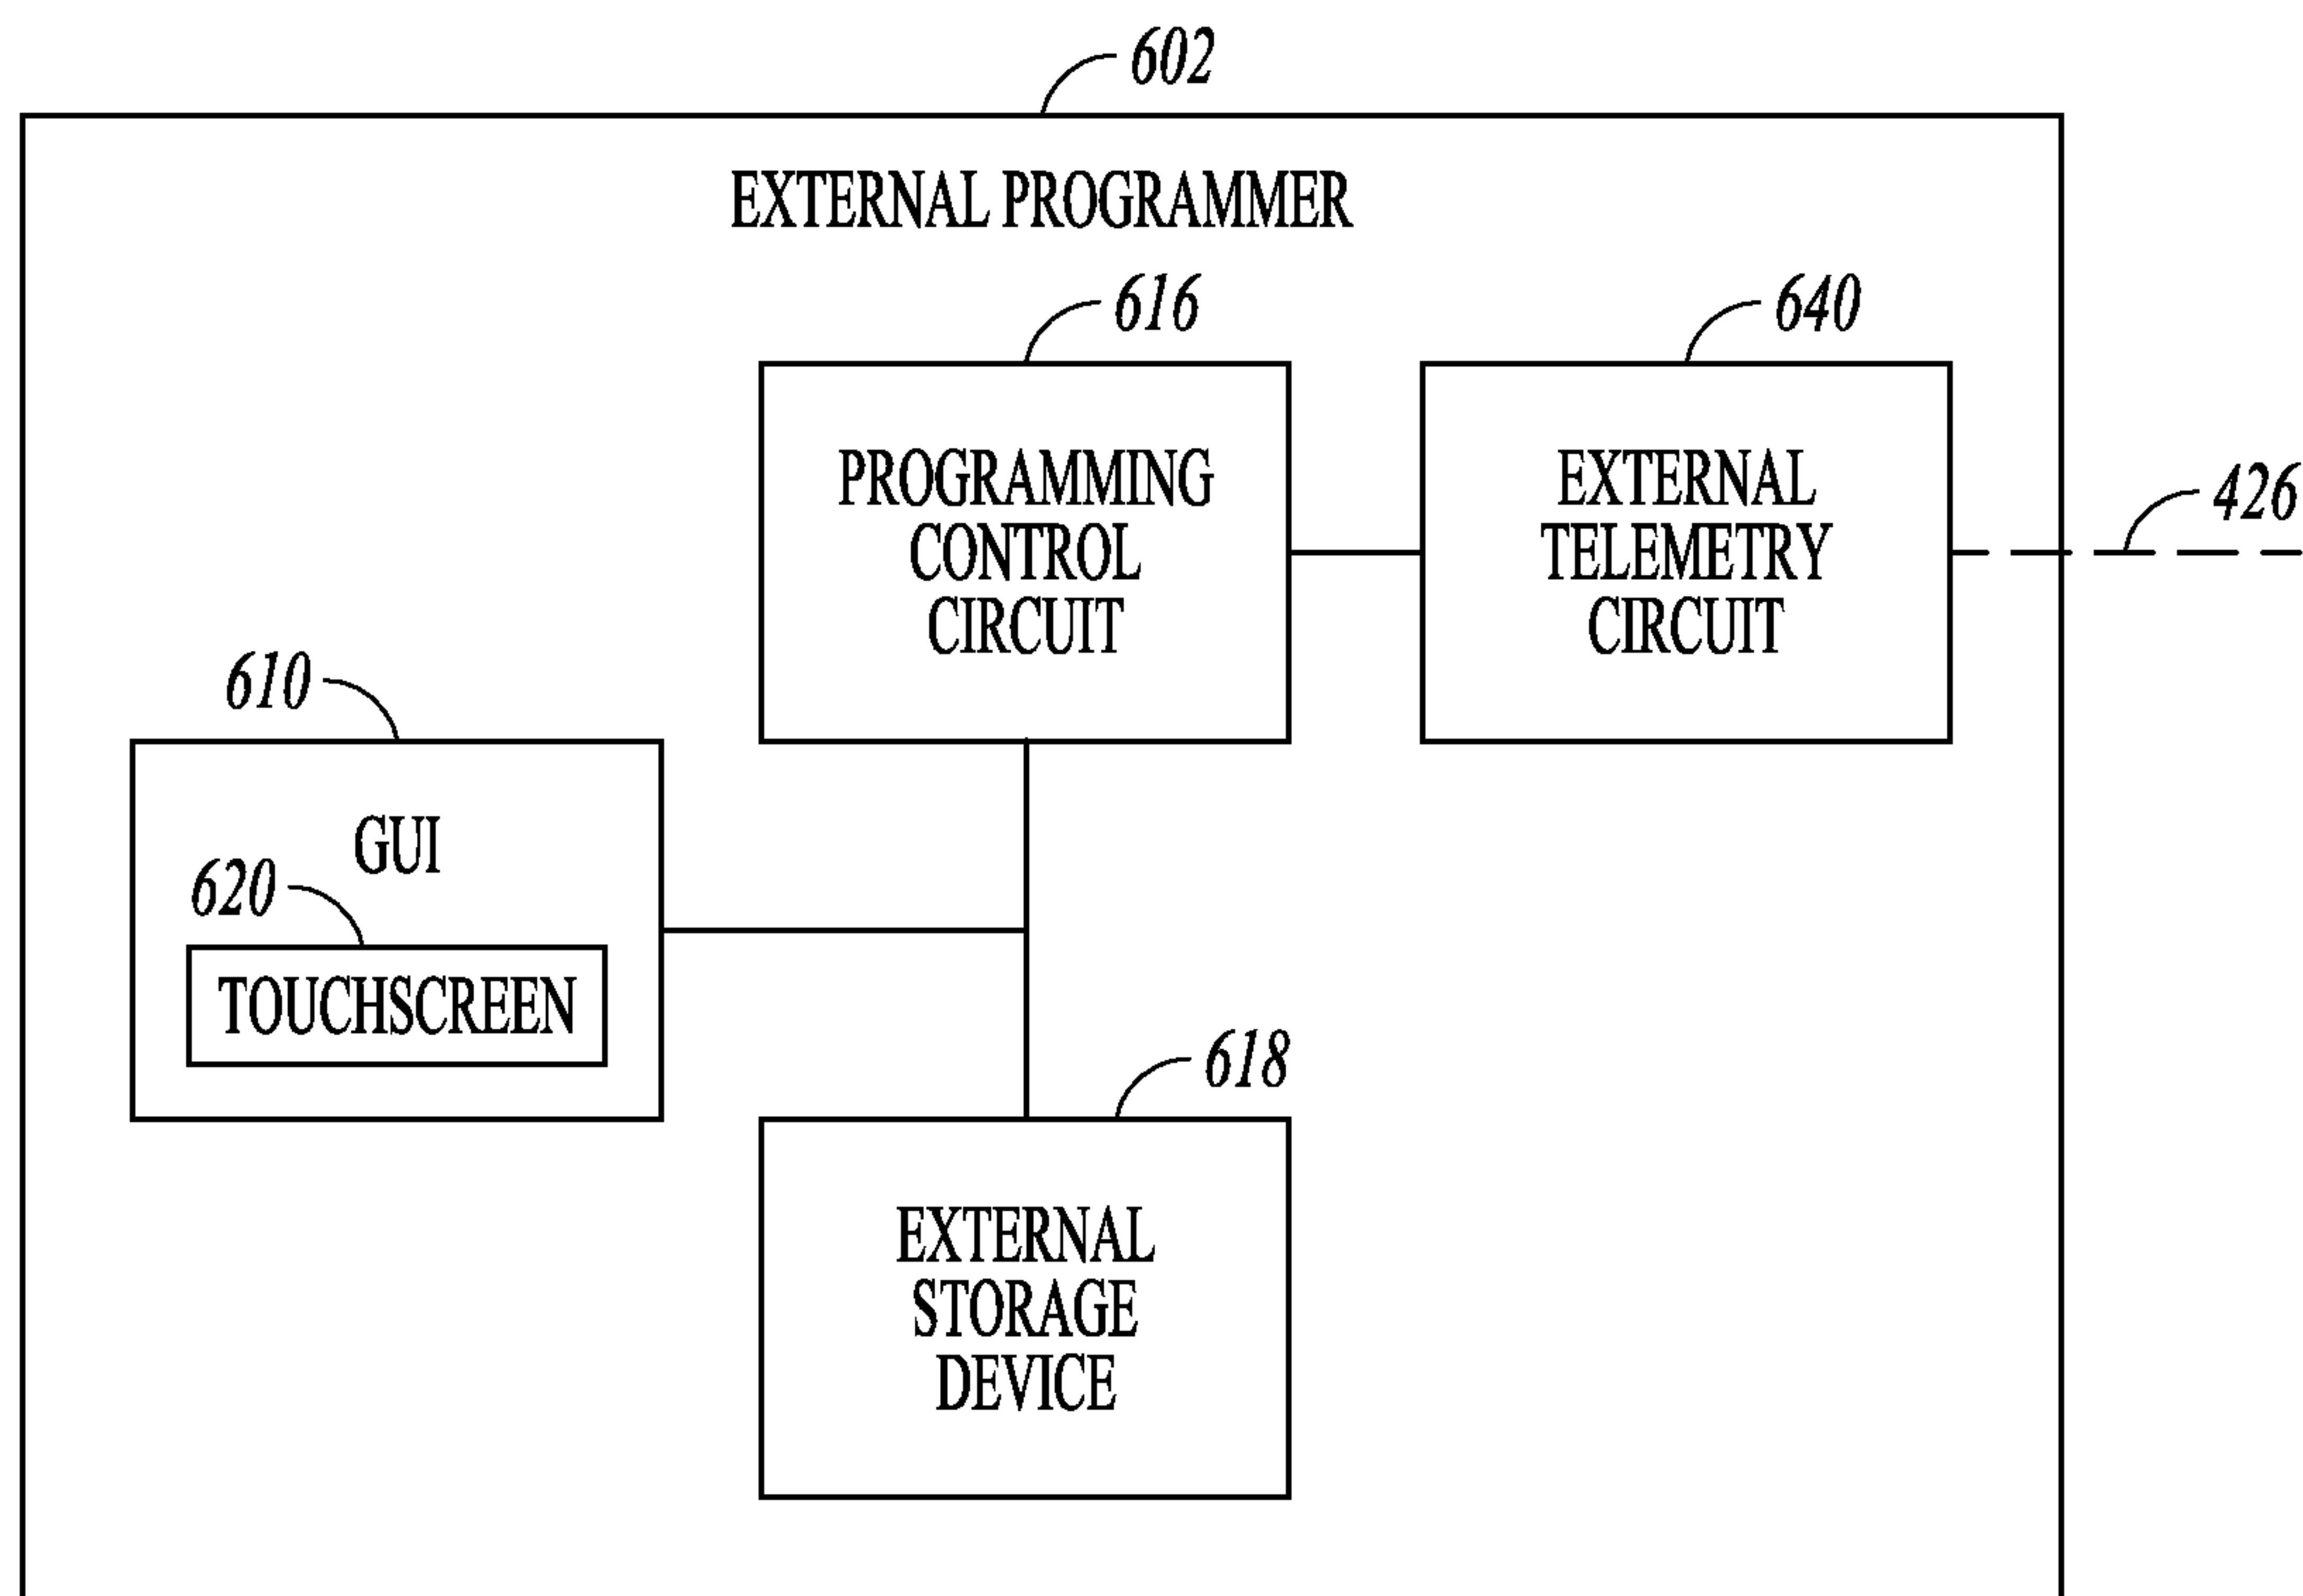 602
EXTERNAL PROGRAMMER
616
640
PROGRAMMING
CONTROL
CIRCUIT
EXTERNAL
TELEMETRY
CIRCUIT
426
610
GUI
620
TOUCHSCREEN
618
EXTERNAL
STORAGE
DEVICE